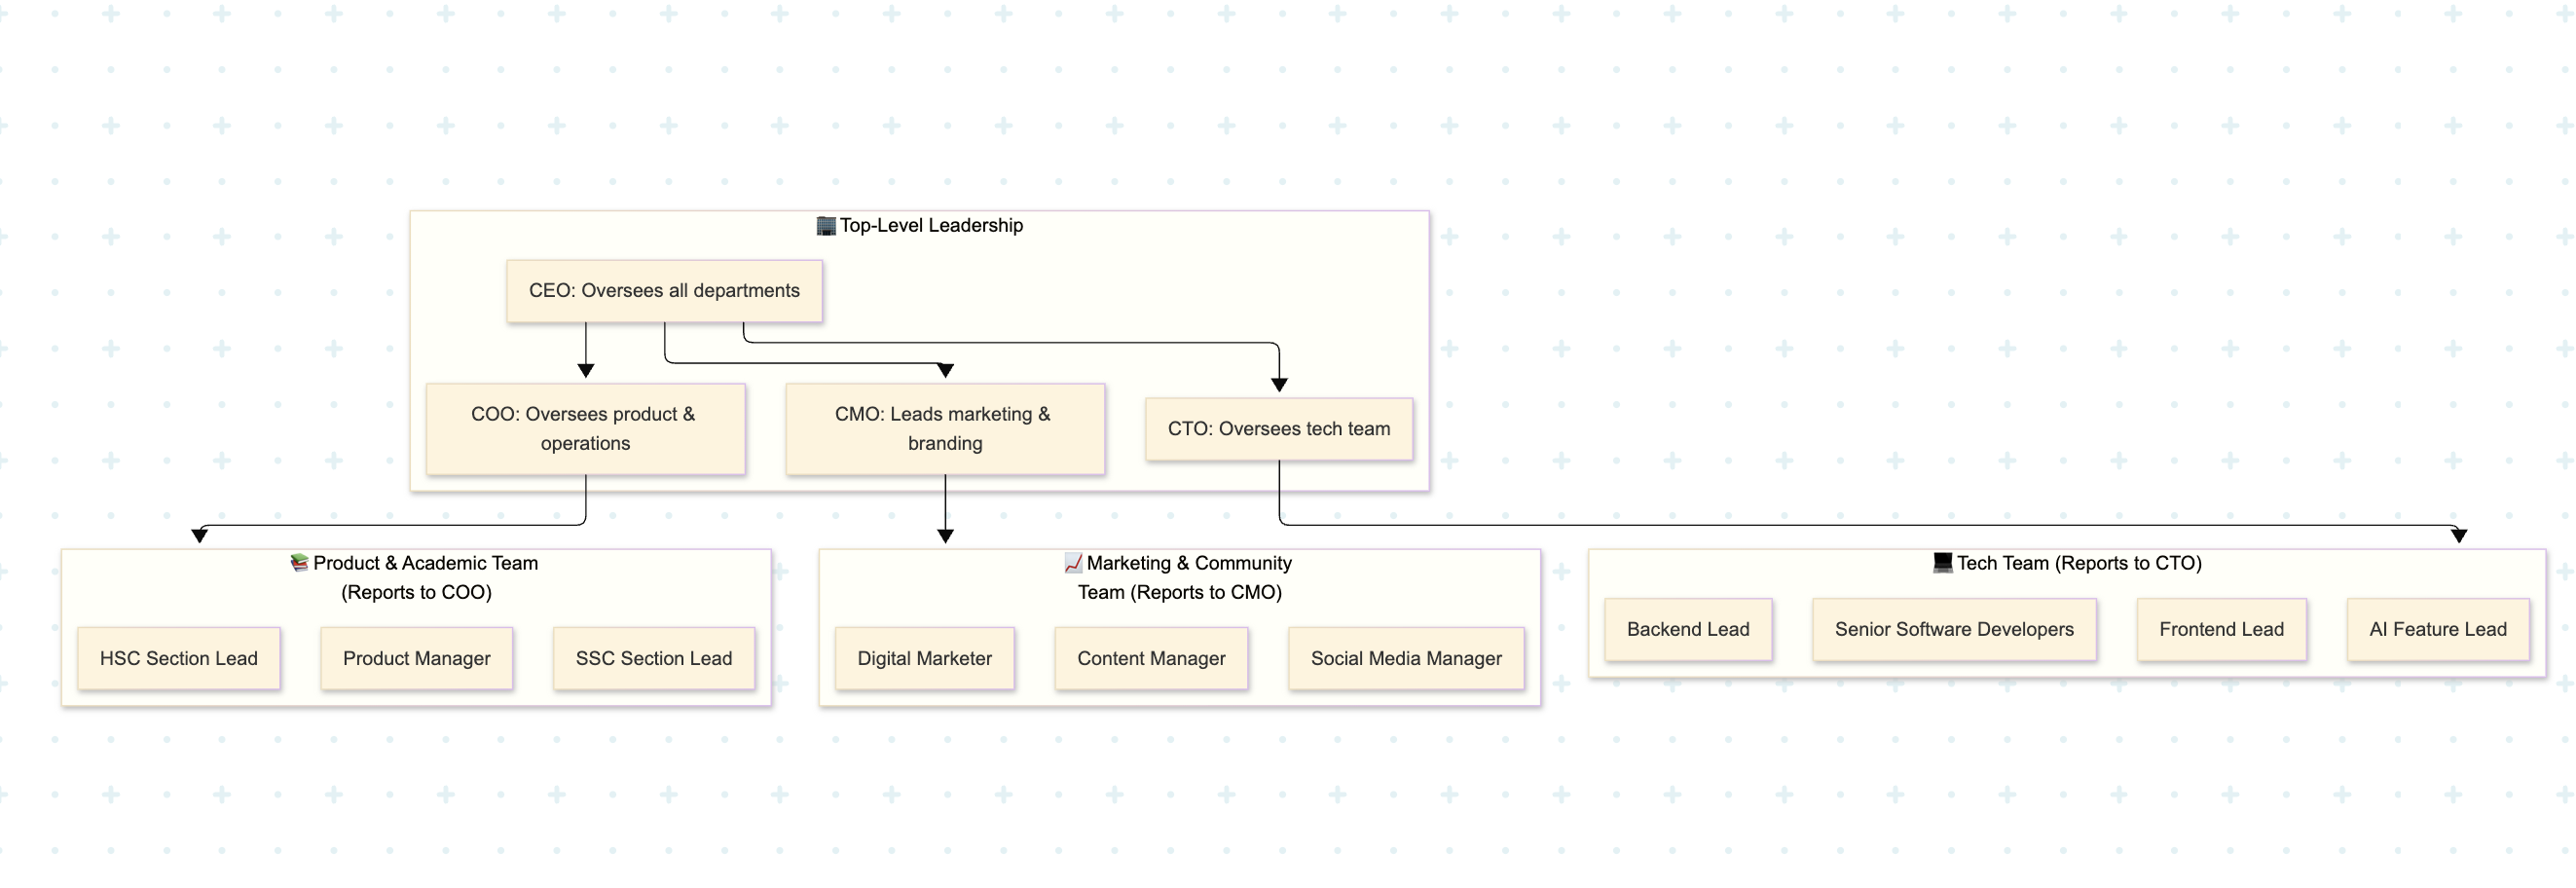 🏢 Top-Level Leadership
CEO: Oversees all departments
COO: Oversees product &
operations
CMO: Leads marketing &
branding
CTO: Oversees tech team
📚 Product & Academic Team
(Reports to COO)
HSC Section Lead
Product Manager
SSC Section Lead
📈 Marketing & Community
Team (Reports to CMO)
Digital Marketer
Content Manager
Social Media Manager
💻 Tech Team (Reports to CTO)
Backend Lead
Senior Software Developers
Frontend Lead
AI Feature Lead